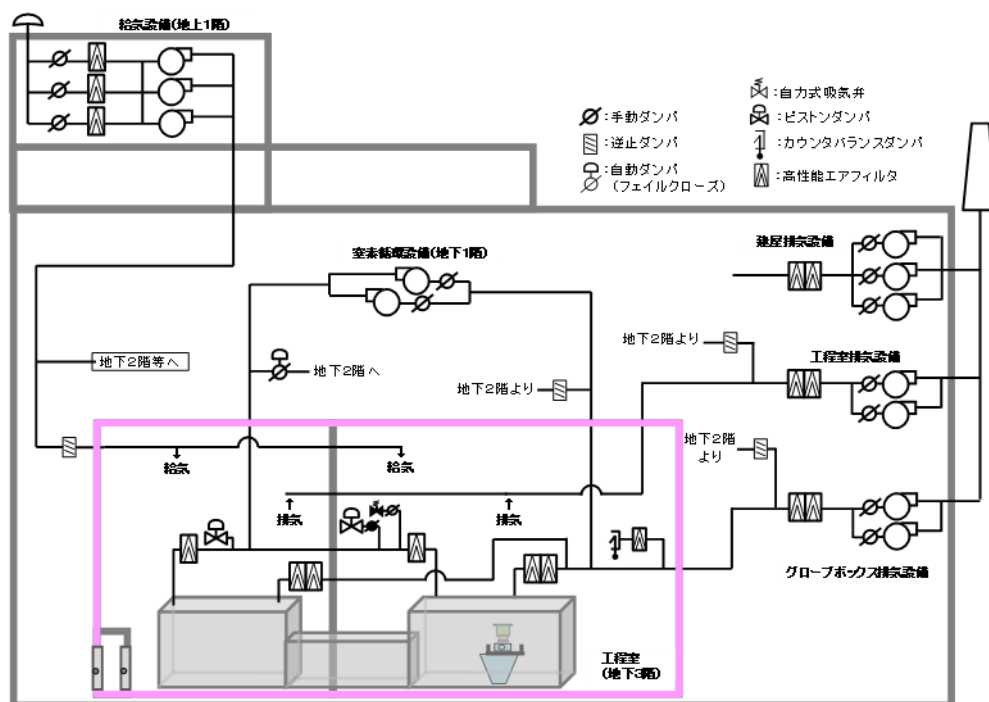 給気設備(地上1階)
:手動ダンパ
:逆止ダンパ
:自動ダンパ
(フェイルクローズ)
:自力式吸気弁
:ピストンダンパ
:カウンタバランスダンパ
:高性能エアフィルタ
建屋排気設備
窒素循環設備(地下1階)
地下2階より
地下2階等へ
地下2階へ
工程室排気設備
地下2階より
地下2階
より
給気
給気
排気
排気
グローブボックス排気設備
工程室
(地下3階)